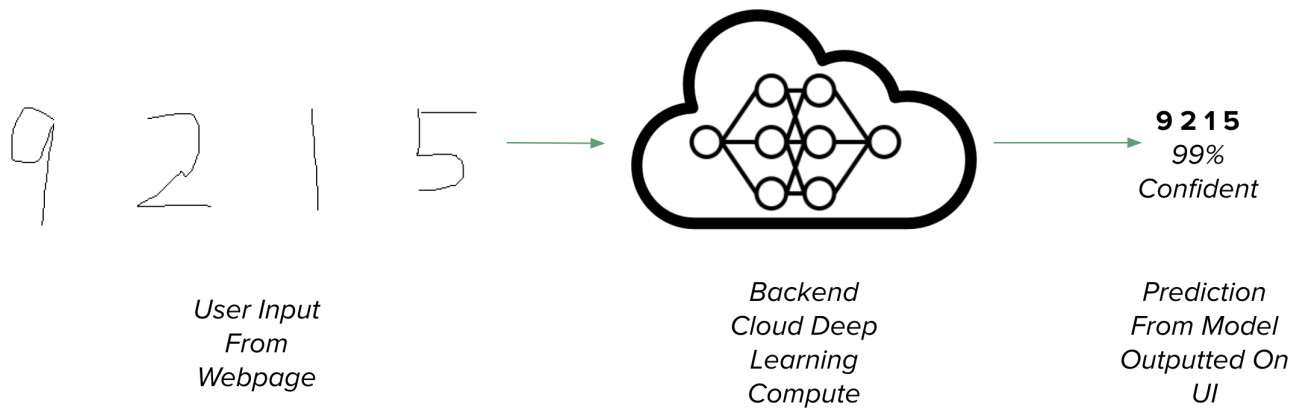 9 2 1 5
9 2 1 5
99%
Confident
User Input
From
Webpage
Backend
Cloud Deep
Learning
Compute
Prediction
From Model
Outputted On
UI